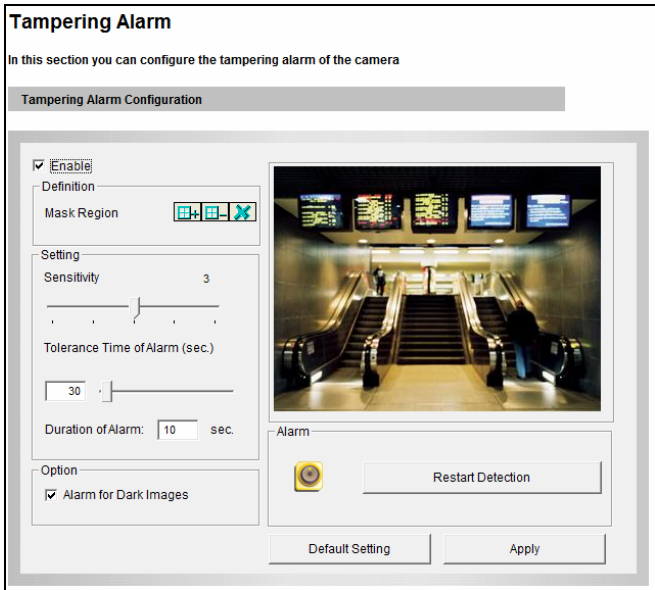 Tampering Alarm
In this section you can configure the tampering alarm of the camera
Tampering Alarm Configuration
Enable
Definition
Mask Region
Setting
Sensitivity 3
Tolerance Time of Alarm (sec.)
30
Duration of Alarm: 10 sec.
Option
Alarm for Dark Images
Alarm
Restart Detection
Default Setting
Apply